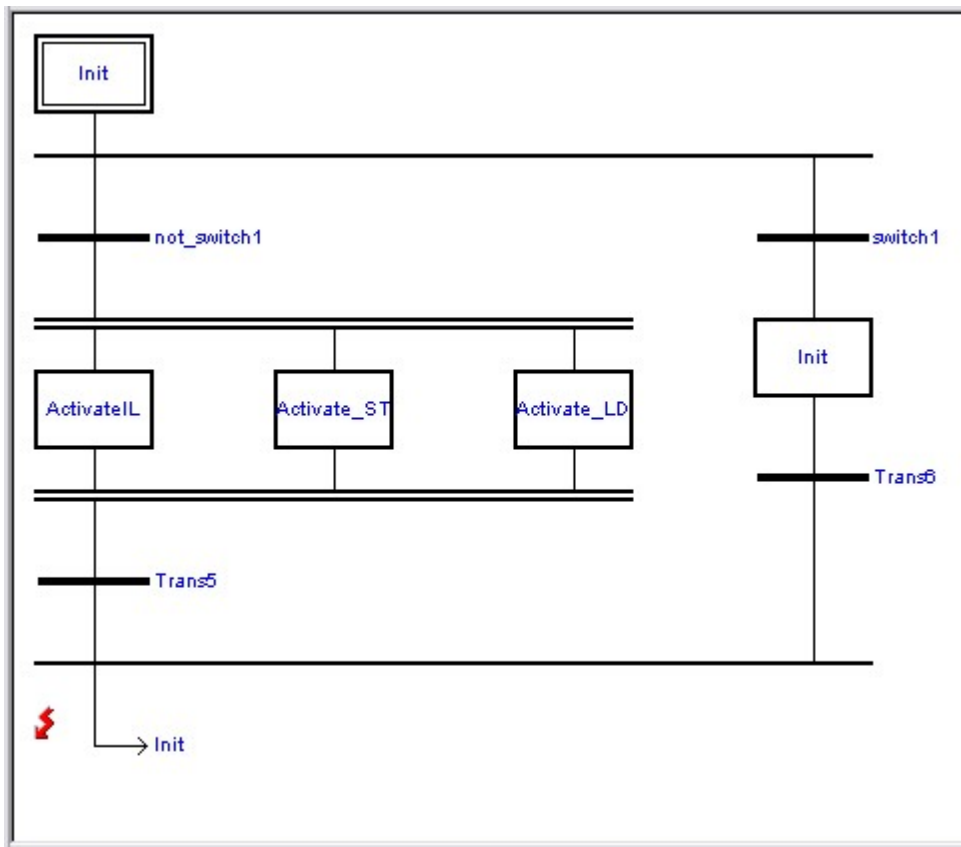 Init
not_switch1
switch1
Init
ActivateIL
Activate_ST
Activate_LD
Trans6
Trans5
Init